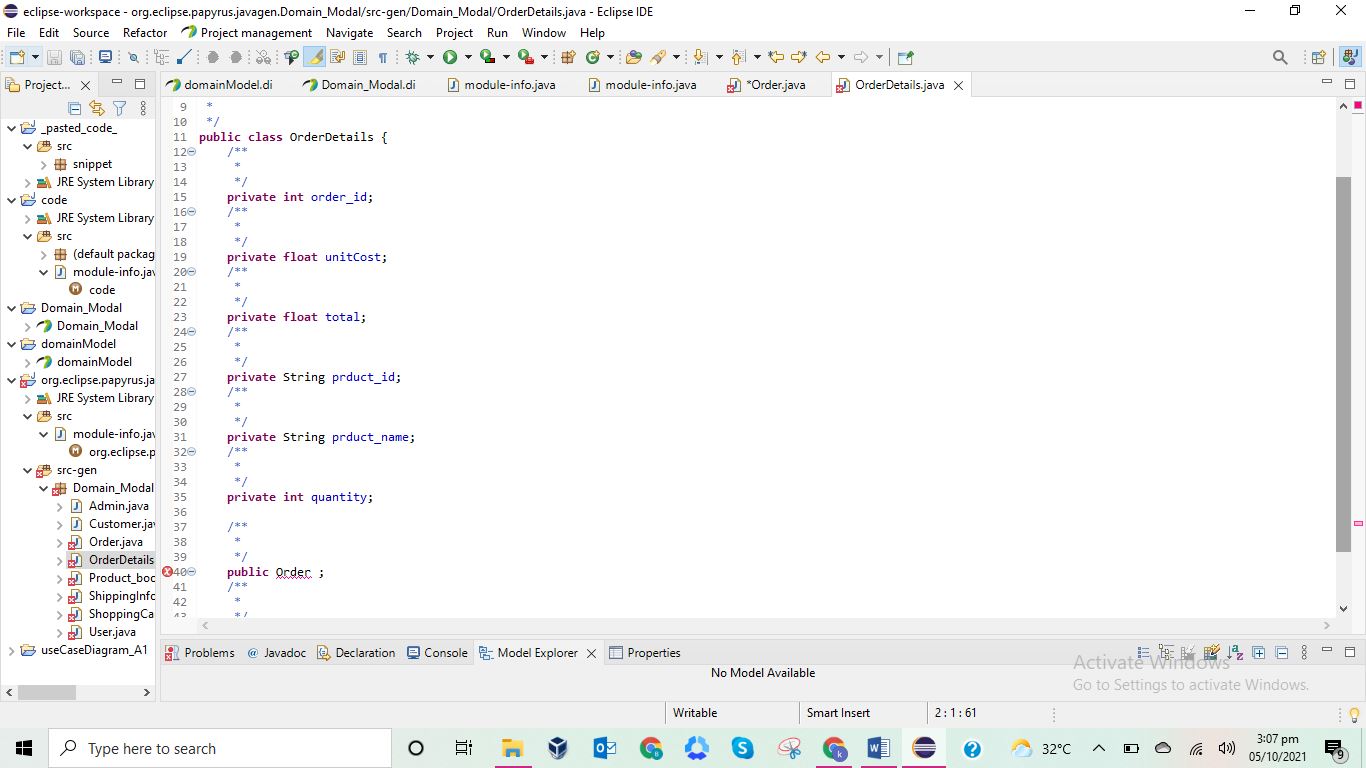 eclipse-workspace - org.eclipse.papyrus.javagen.Domain_Modal/src-gen/Domain_Modal/OrderDetails.java - Eclipse IDE
File Edit Source Refactor Project management Navigate Search Project Run Window Help
Project...
domainModel.di Domain_Modal.di module-info.java module-info.java *Order.java OrderDetails.java
_pasted_code_
src
snippet
JRE System Library
code
JRE System Library
src
(default packag
module-info.jav
code
Domain_Modal
Domain_Modal
domainModel
domainModel
org.eclipse.papyrus.ja
JRE System Library
src
module-info.jav
org.eclipse.p
src-gen
Domain_Modal
Admin.java
Customer.jav
Order.java
OrderDetails
Product_boo
ShippingInfo
ShoppingCa
User.java
useCaseDiagram_A1
9 *
10 */
11 public class OrderDetails {
12 /**
13 *
14 */
15 private int order_id;
16 /**
17 *
18 */
19 private float unitCost;
20 /**
21 *
22 */
23 private float total;
24 /**
25 *
26 */
27 private String prduct_id;
28 /**
29 *
30 */
31 private String prduct_name;
32 /**
33 *
34 */
35 private int quantity;
36
37 /**
38 *
39 */
40 public Order ;
41 /**
42 *
43 */
Problems @ Javadoc Declaration Console Model Explorer Properties
No Model Available
Activate Windows
Go to Settings to activate Windows.
Writable Smart Insert 2 : 1 : 61
Type here to search
32°C
3:07 pm
05/10/2021
9